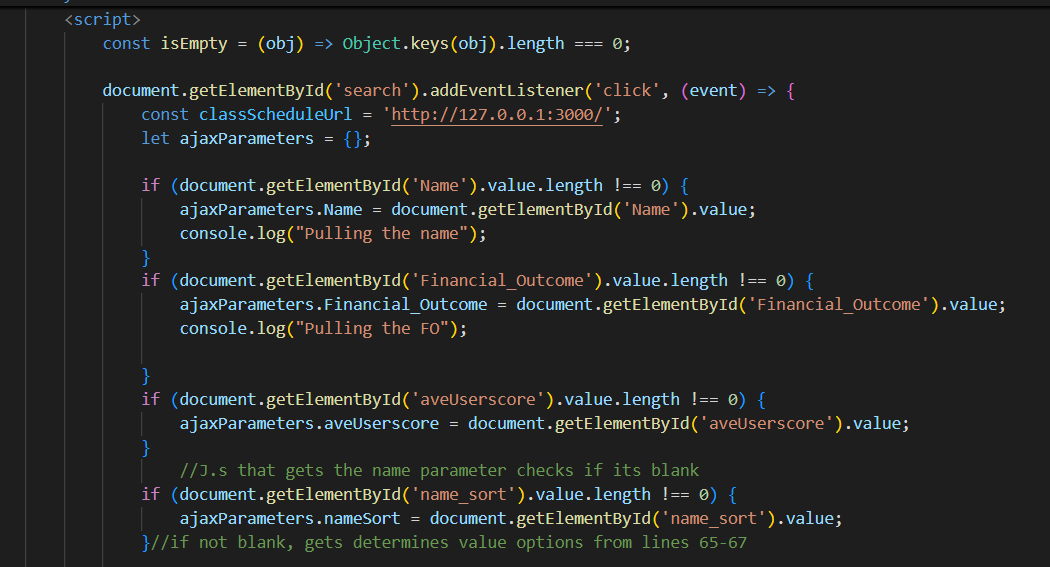 <script>
const isEmpty = (obj) => Object.keys(obj).length === 0;
document.getElementById('search').addEventListener('click', (event) => {
const classScheduleUrl = 'http://127.0.0.1:3000/';
let ajaxParameters = {};
if (document.getElementById('Name').value.length !== 0) {
ajaxParameters.Name = document.getElementById('Name').value;
console.log("Pulling the name");
}
if (document.getElementById('Financial_Outcome').value.length !== 0) {
ajaxParameters.Financial_Outcome = document.getElementById('Financial_Outcome').value;
console.log("Pulling the FO");
}
if (document.getElementById('aveUserscore').value.length !== 0) {
ajaxParameters.aveUserscore = document.getElementById('aveUserscore').value;
}
//J.s that gets the name parameter checks if its blank
if (document.getElementById('name_sort').value.length !== 0) {
ajaxParameters.nameSort = document.getElementById('name_sort').value;
}//if not blank, gets determines value options from lines 65-67